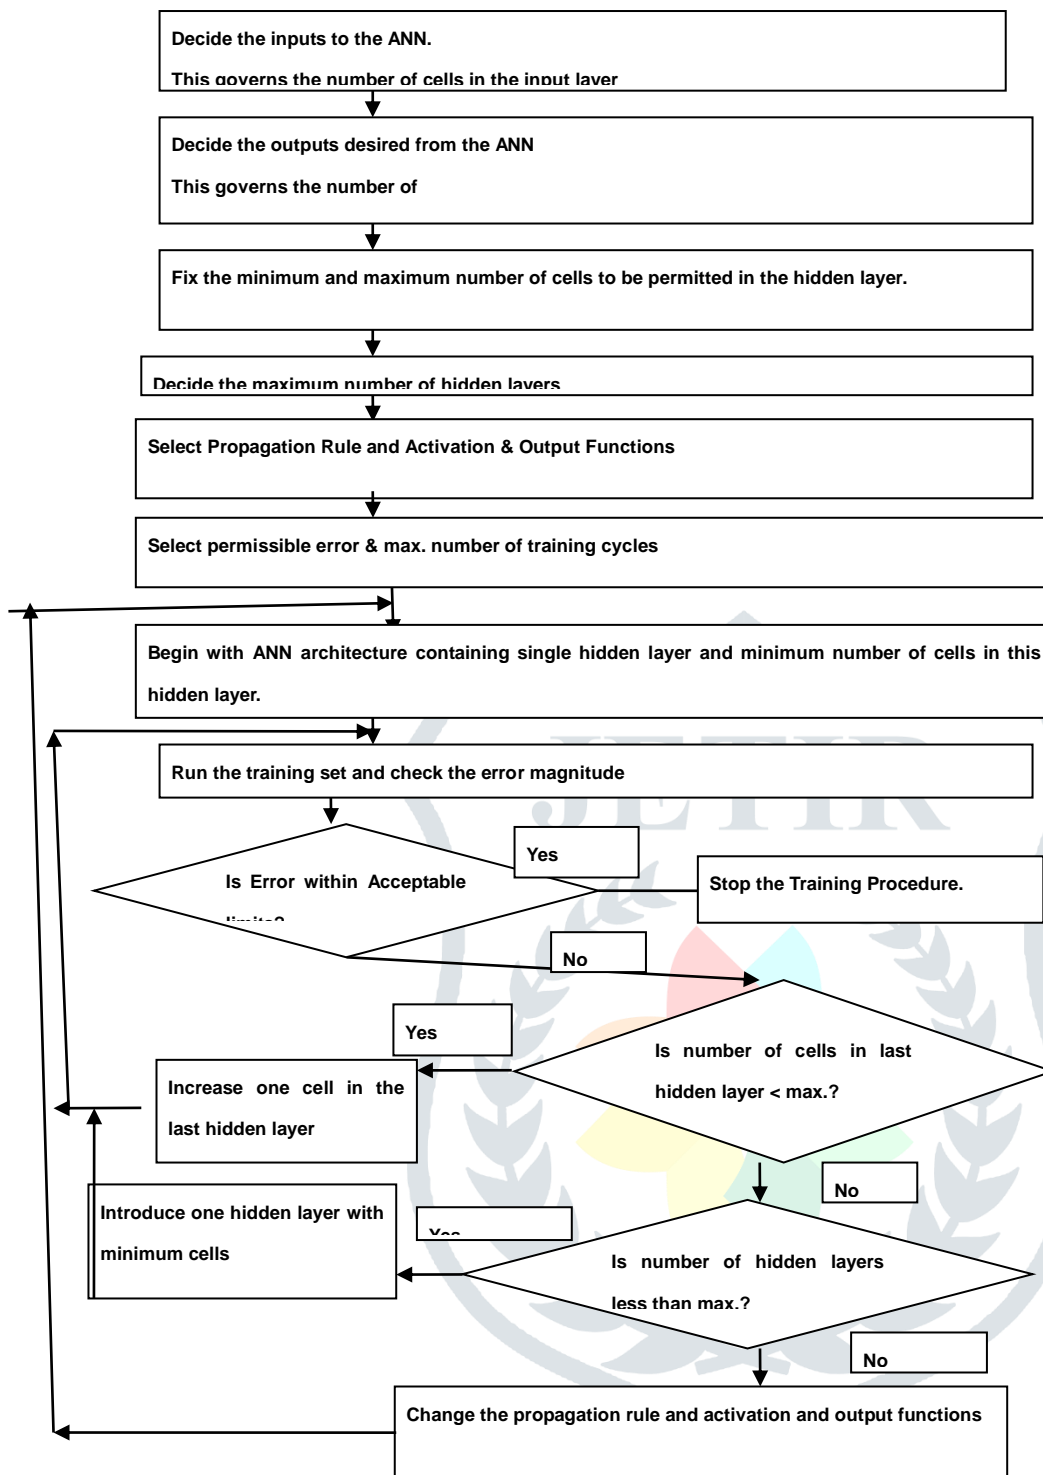 Decide the inputs to the ANN.
This governs the number of cells in the input layer
Decide the outputs desired from the ANN
This governs the number of
Fix the minimum and maximum number of cells to be permitted in the hidden layer.
Decide the maximum number of hidden layers
Select Propagation Rule and Activation & Output Functions
Select permissible error & max. number of training cycles
Begin with ANN architecture containing single hidden layer and minimum number of cells in this
hidden layer.
JETIR
Run the training set and check the error magnitude
Yes
Is Error within Acceptable
limits?
Stop the Training Procedure.
No
Yes
Is number of cells in last
hidden layer < max.?
Increase one cell in the
last hidden layer
No
Introduce one hidden layer with
minimum cells
Yes
Is number of hidden layers
less than max.?
No
Change the propagation rule and activation and output functions